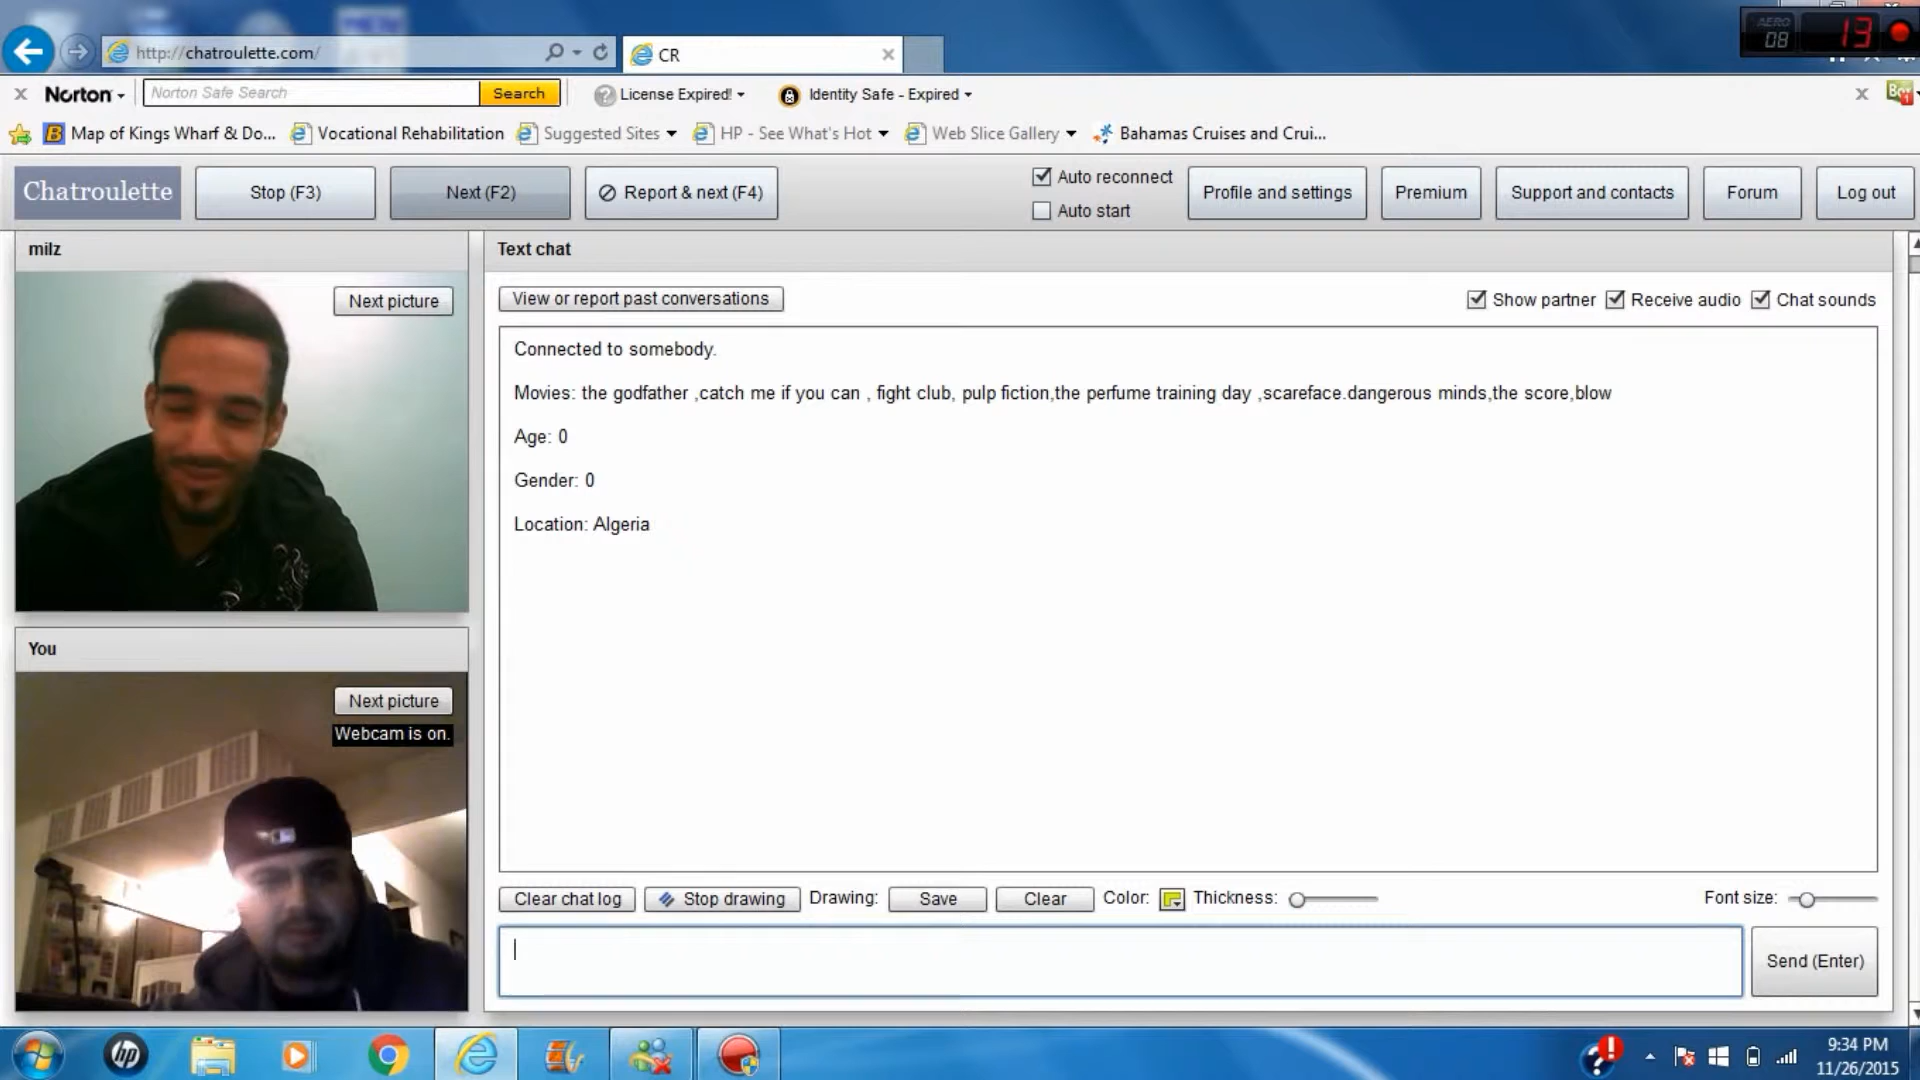 AERO
08
13
http://chatroulette.com/
CR
Norton
Norton Safe Search
Search
License Expired!
Identity Safe - Expired
Map of Kings Wharf & Do...
Vocational Rehabilitation
Suggested Sites
HP - See What's Hot
Web Slice Gallery
Bahamas Cruises and Crui...
Chatroulette
Stop (F3)
Next (F2)
Report & next (F4)
Auto reconnect
Auto start
Profile and settings
Premium
Support and contacts
Forum
Log out
milz
Next picture
Text chat
View or report past conversations
Show partner
Receive audio
Chat sounds
Connected to somebody.
Movies: the godfather ,catch me if you can , fight club, pulp fiction,the perfume training day ,scareface.dangerous minds,the score,blow
Age: 0
Gender: 0
Location: Algeria
You
Next picture
Webcam is on.
Clear chat log
Stop drawing
Drawing:
Save
Clear
Color:
Thickness:
Font size:
Send (Enter)
hp
9:34 PM
11/26/2015